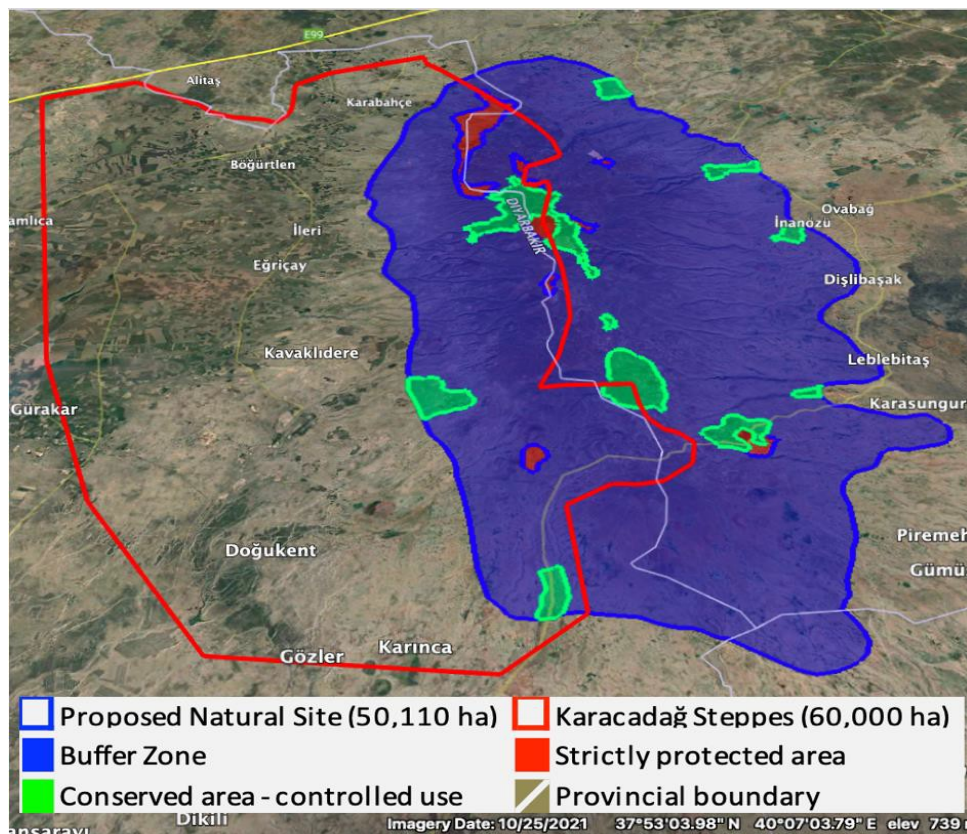 E99
Alitaş
Karabahçe
Böğürtlen
amlıca
Ovabağ
İnanözü
İleri
DİYARBAKIR
Eğriçay
Dişlibaşak
Kavaklıdere
Leblebitaş
Gürakar
Karasungur
Piremeh
Doğukent
Gümü
Karınca
Gözler
Proposed Natural Site (50,110 ha)
Karacadağ Steppes (60,000 ha)
Buffer Zone
Strictly protected area
Conserved area - controlled use
Provincial boundary
ansarayı
Dikili
Imagery Date: 10/25/2021 37°53'03.98" N 40°07'03.79" E elev 739